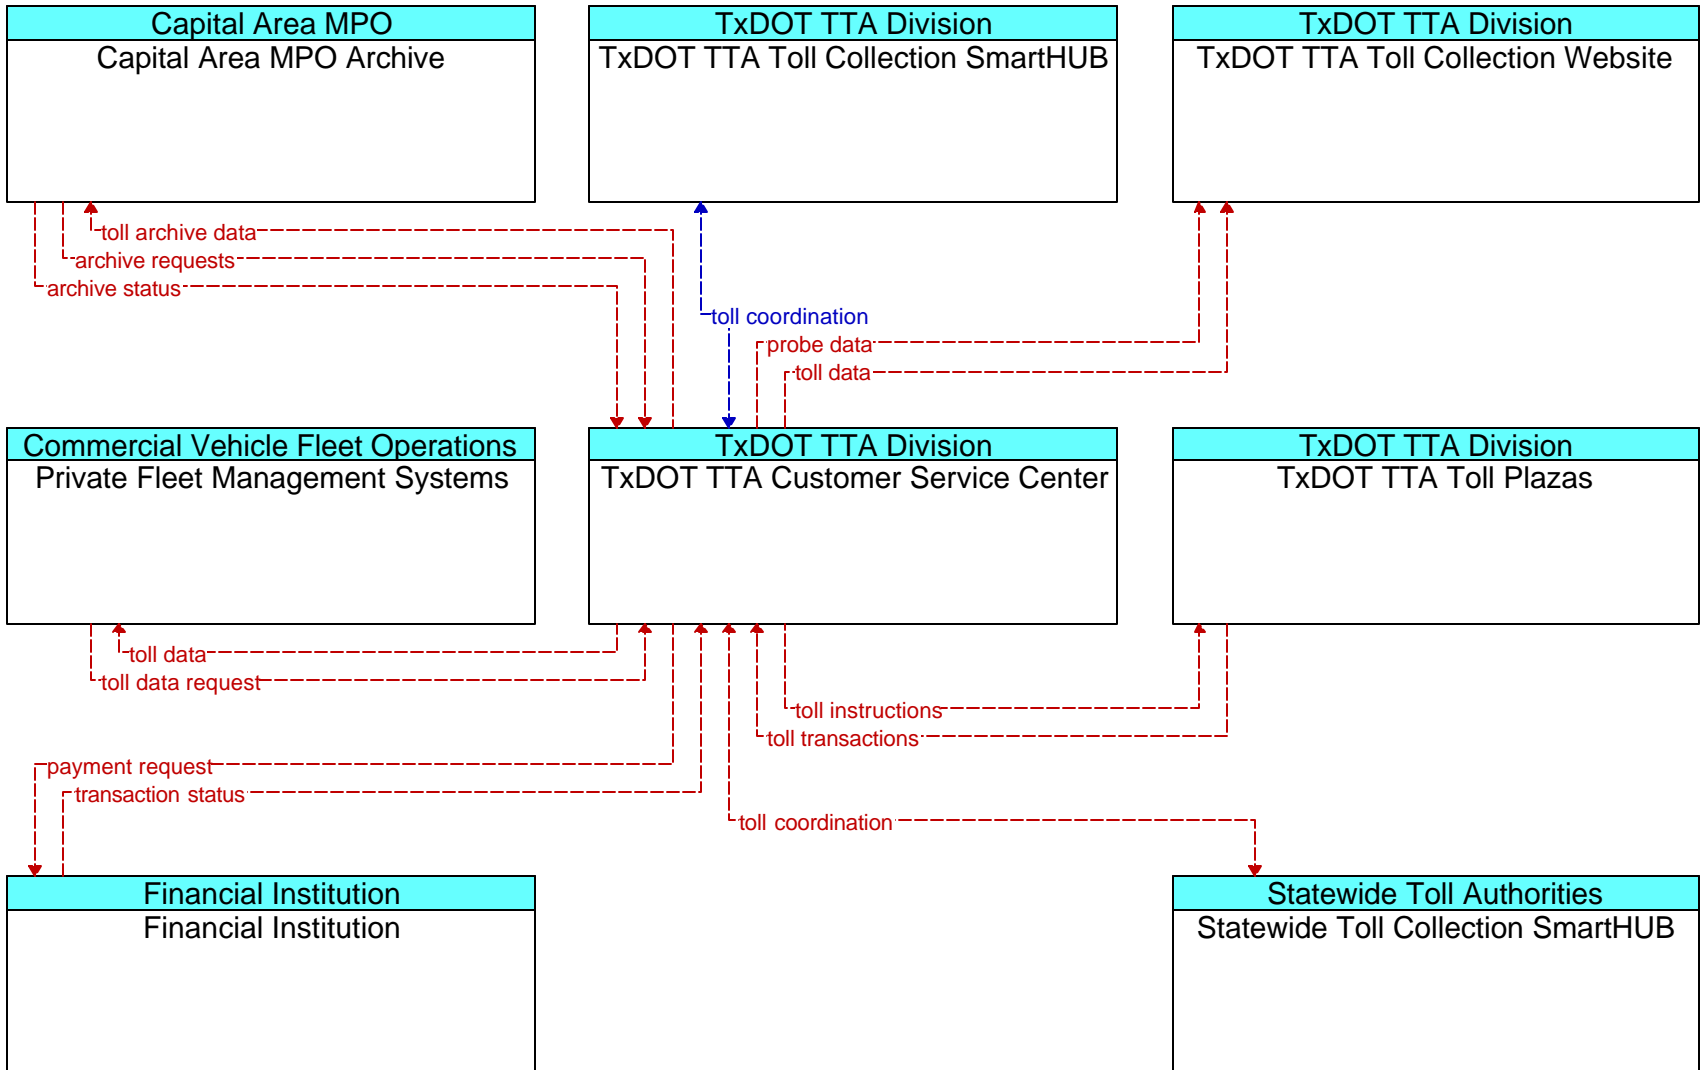 Capital Area MPO
Capital Area MPO Archive
TxDOT TTA Division
TxDOT TTA Toll Collection SmartHUB
TxDOT TTA Division
TxDOT TTA Toll Collection Website
toll archive data
archive requests
archive status
toll coordination
probe data
toll data
Commercial Vehicle Fleet Operations
Private Fleet Management Systems
TxDOT TTA Division
TxDOT TTA Customer Service Center
TxDOT TTA Division
TxDOT TTA Toll Plazas
toll data
toll data request
toll instructions
toll transactions
payment request
transaction status
toll coordination
Financial Institution
Financial Institution
Statewide Toll Authorities
Statewide Toll Collection SmartHUB